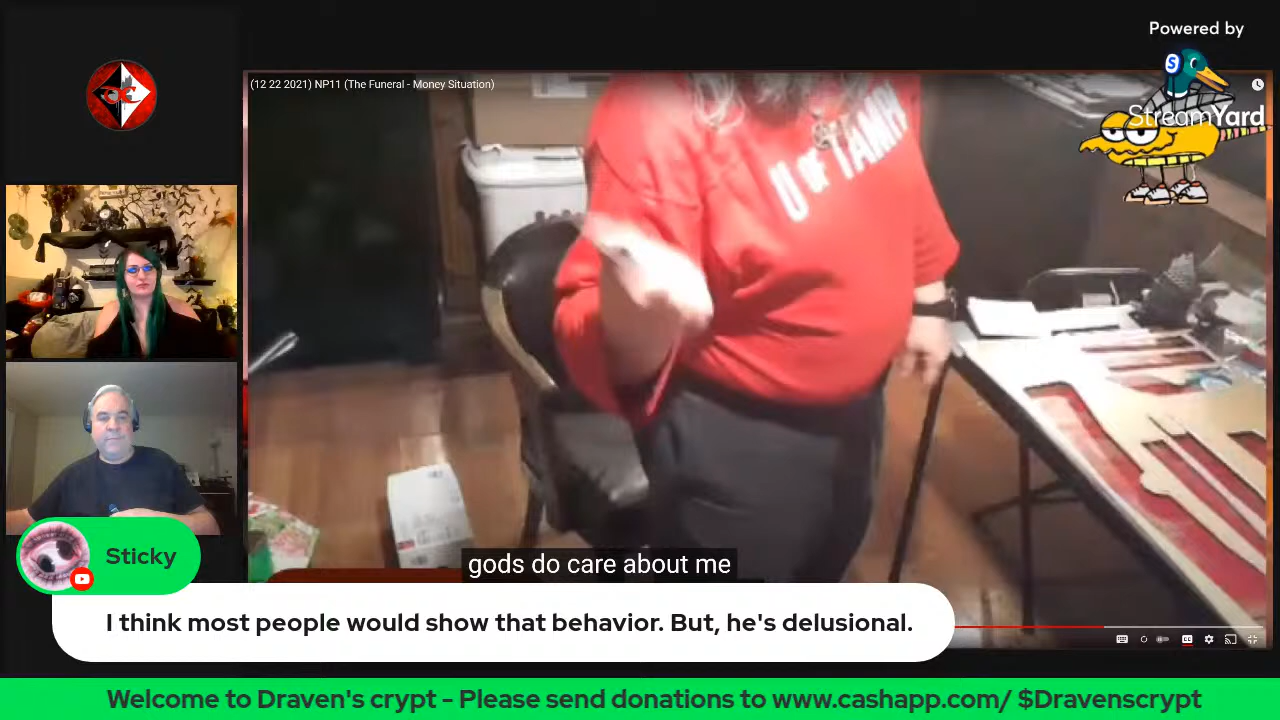 Powered by
StreamYard
(12 22 2021) NP11 (The Funeral - Money Situation)
U OF TAMPA
gods do care about me
Sticky
I think most people would show that behavior. But, he's delusional.
Welcome to Draven's crypt - Please send donations to www.cashapp.com/ $Dravenscrypt